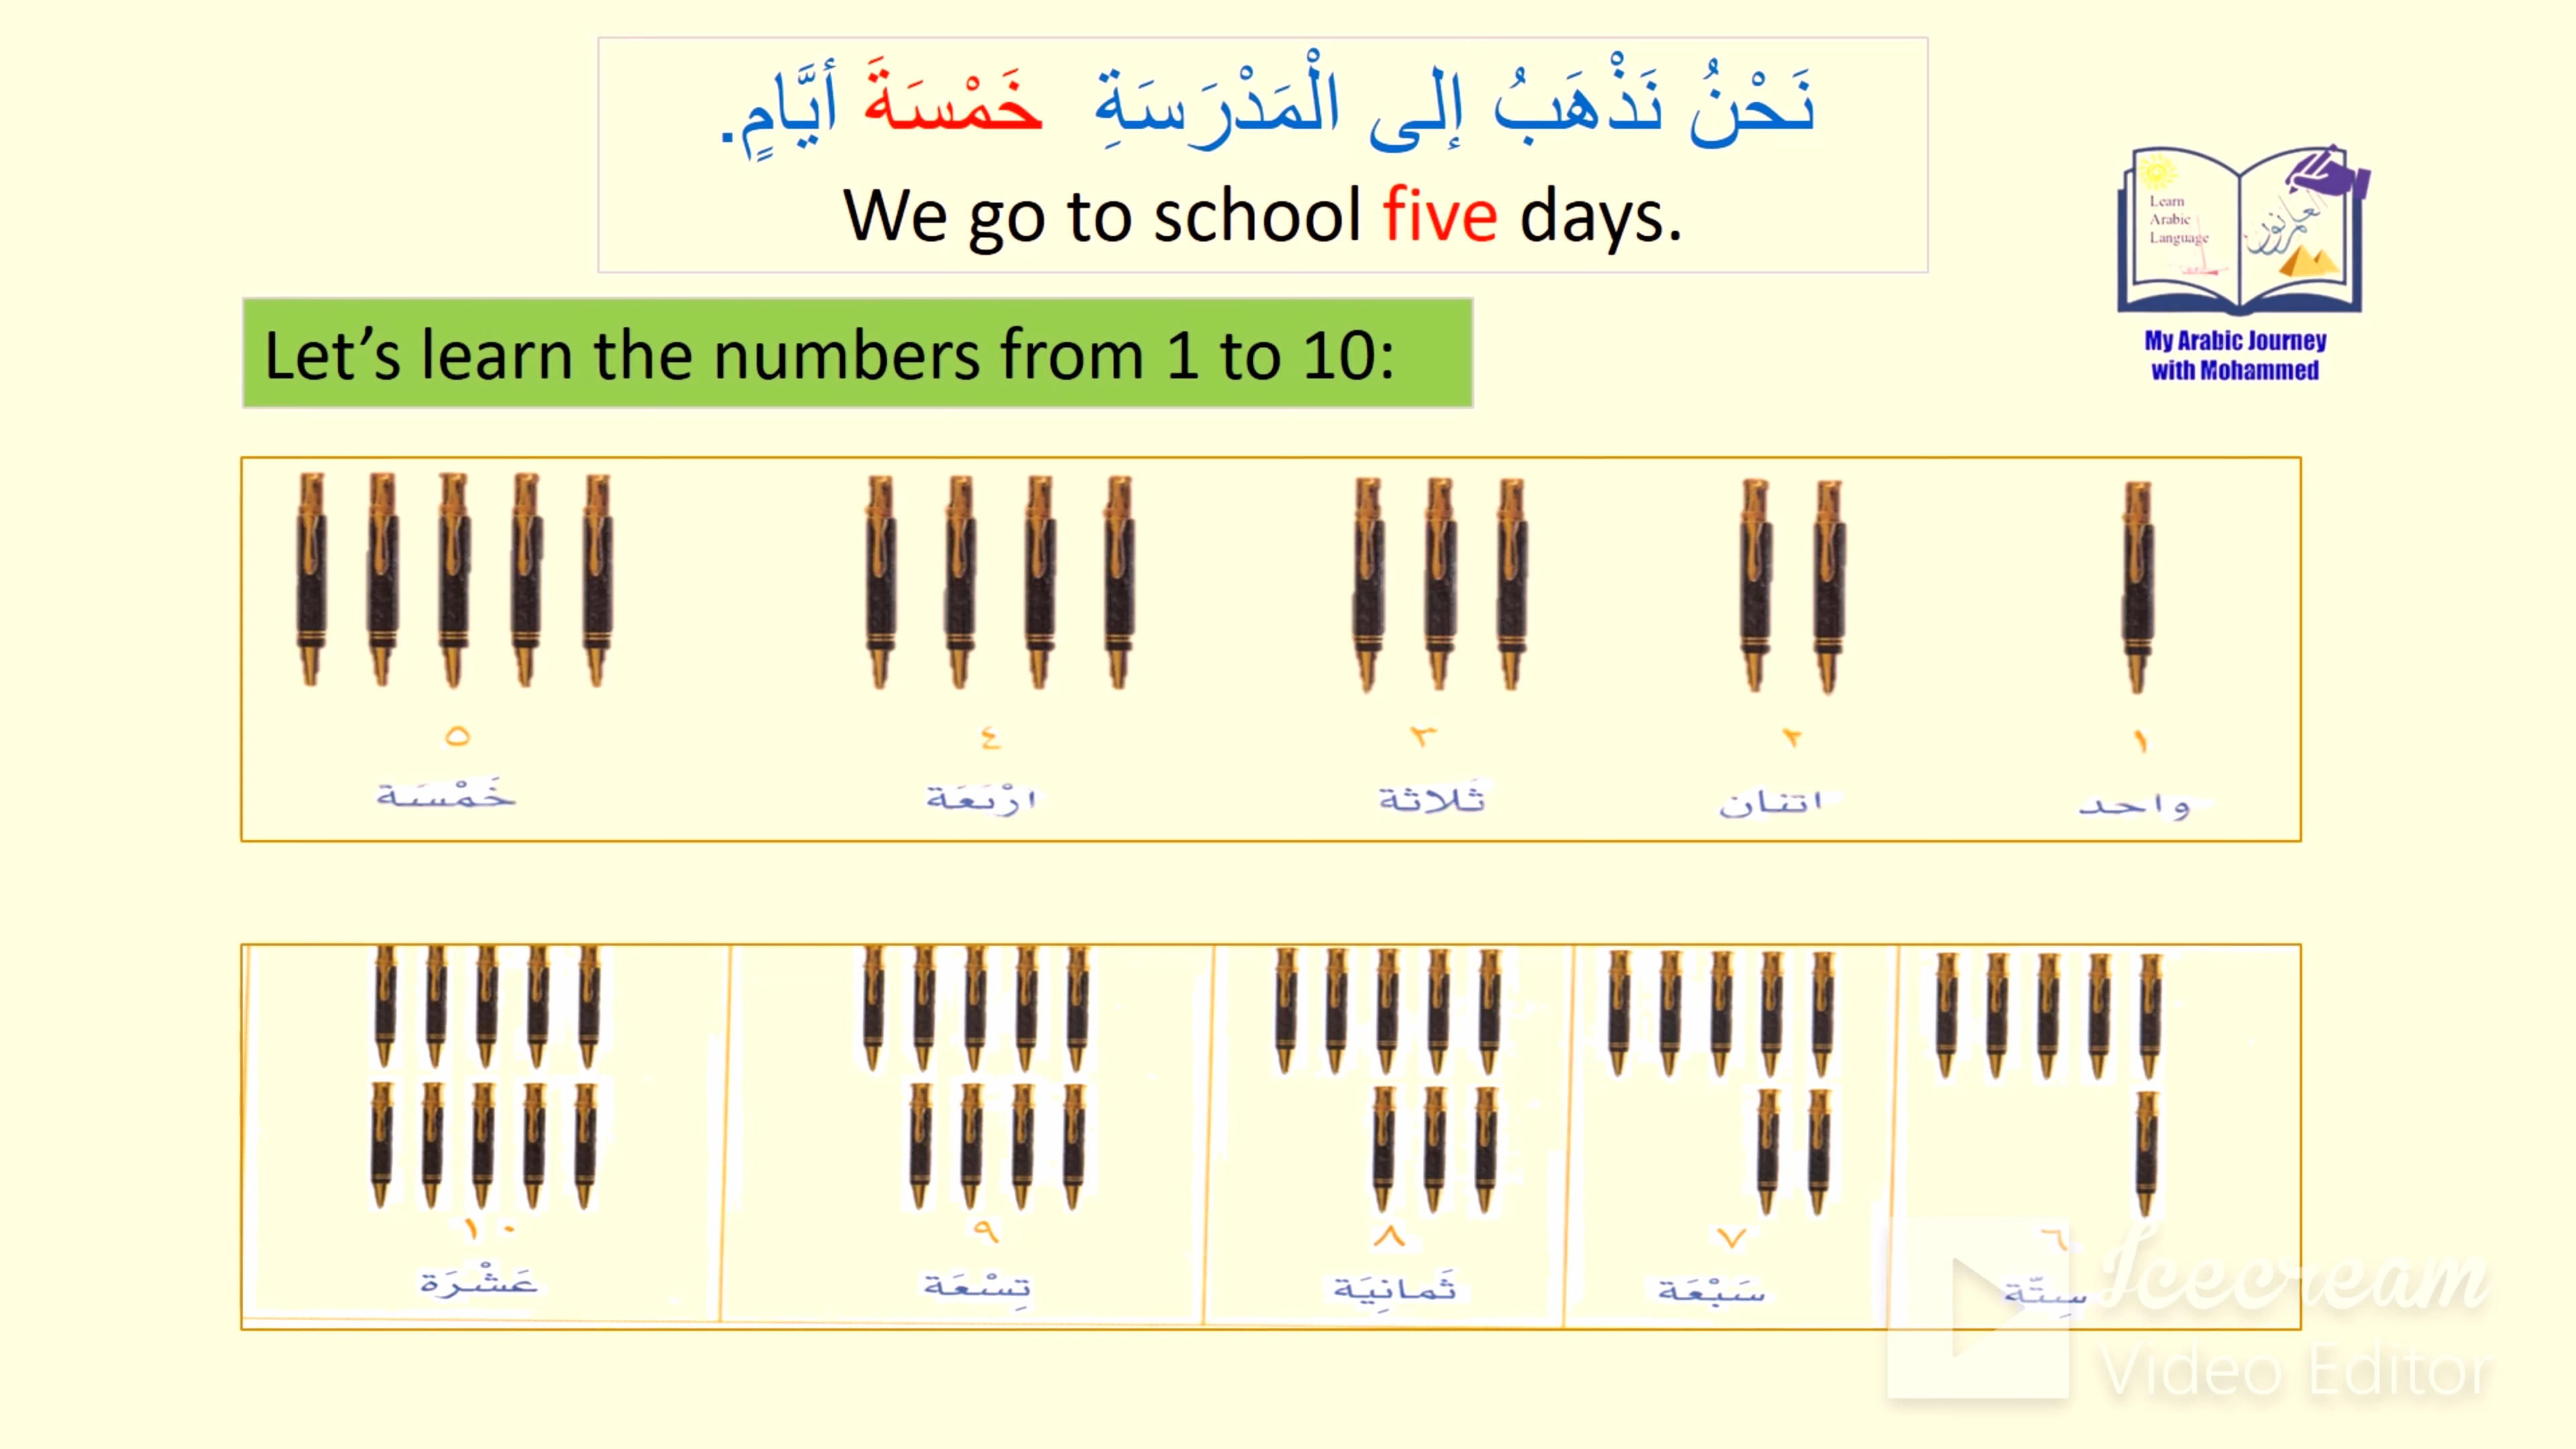 نَحْنُ نَذْهَبُ إلى الْمَدْرَسَةِ خَمْسَةَ أيَّامٍ.
We go to school five days.
Learn
Arabic
Language
My Arabic Journey
with Mohammed
Let's learn the numbers from 1 to 10:
١ ٢ ٣ ٤ ٥
واحد اتنان ثَلاثة ارْبَعَة خَمْسَة
٦ ٧ ٨ ٩ ١٠
سِتّة سَبْعَة ثَمانِيَة تِسْعَة عَشْرَة
Icecream
Video Editor